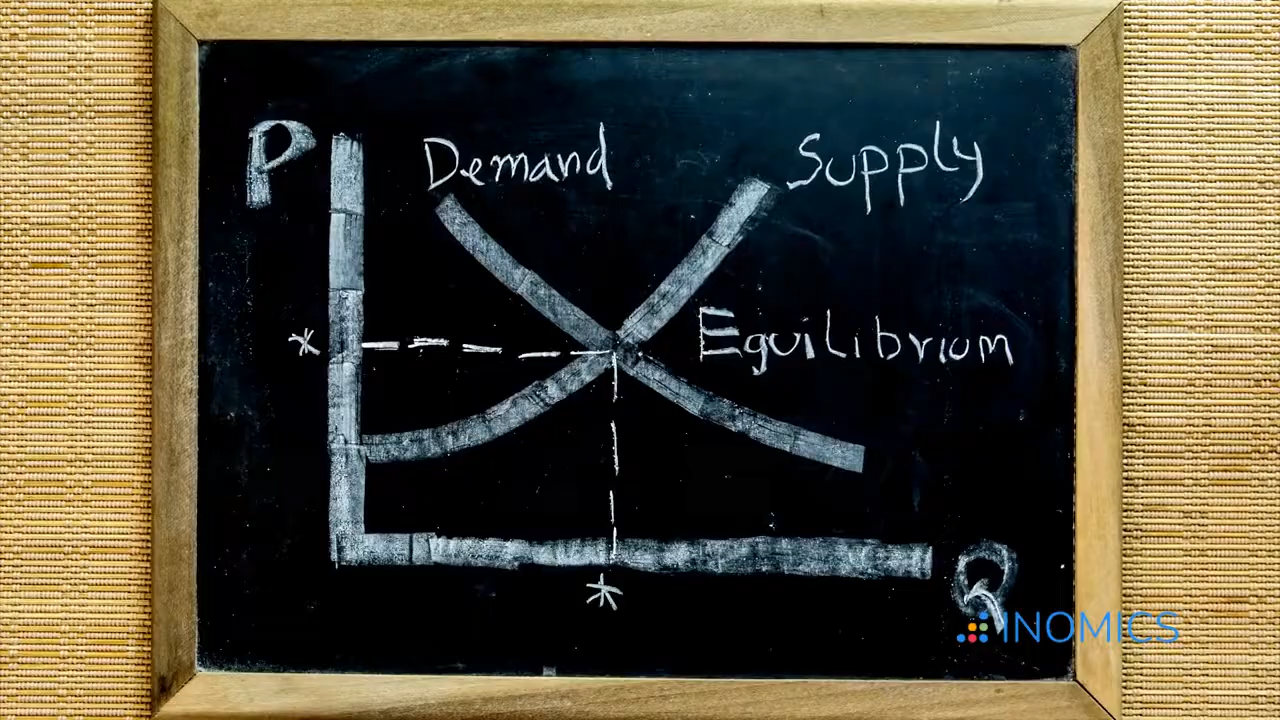 P
Demand
Supply
*
Equilibrium
*
Q
INOMICS